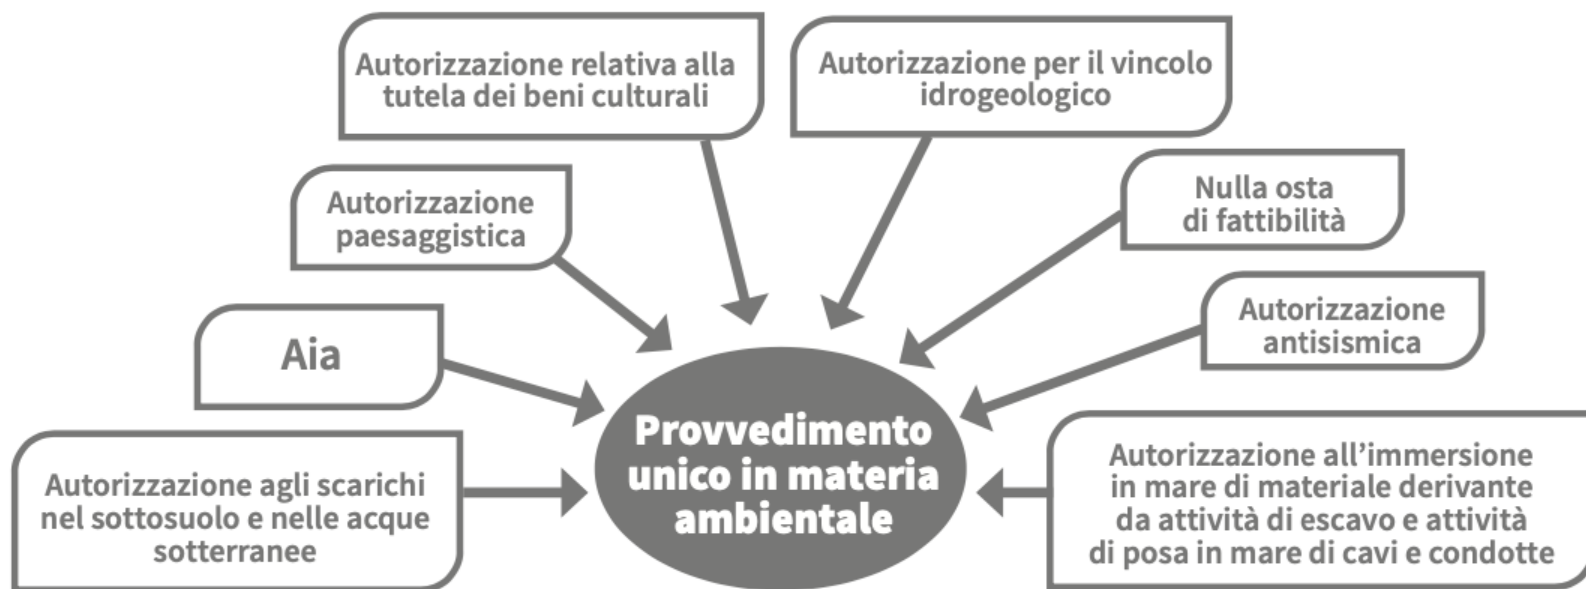 Autorizzazione relativa alla
tutela dei beni culturali
Autorizzazione per il vincolo
idrogeologico
Autorizzazione
paesaggistica
Nulla osta
di fattibilità
Aia
Autorizzazione
antisismica
Autorizzazione agli scarichi
nel sottosuolo e nelle acque
sotterranee
Provvedimento
unico in materia
ambientale
Autorizzazione all’immersione
in mare di materiale derivante
da attività di escavo e attività
di posa in mare di cavi e condotte